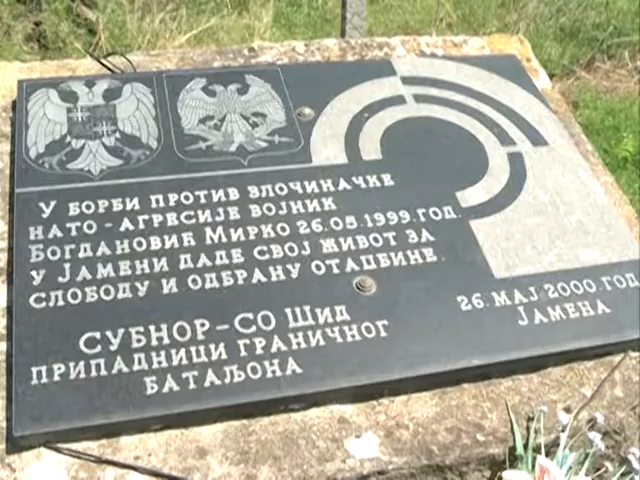 У БОРБИ ПРОТИВ ЗЛОЧИНАЧКЕ
НАТО-АГРЕСИЈЕ ВОЈНИК
БОГДАНОВИЋ МИРКО 26.05.1999.ГОД.
У ЈАМЕНИ ДАДЕ СВОЈ ЖИВОТ ЗА
СЛОБОДУ И ОДБРАНУ ОТАЏБИНЕ.
СУБНОР-СО ШИД
ПРИПАДНИЦИ ГРАНИЧНОГ
БАТАЉОНА
26.МАЈ 2000.ГОД
ЈАМЕНА